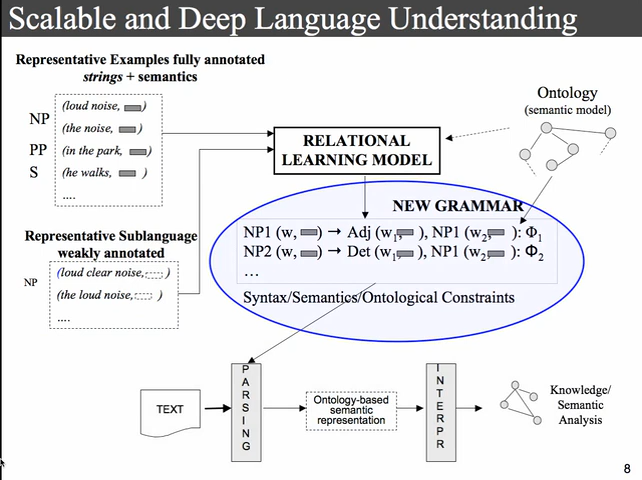 Scalable and Deep Language Understanding
Representative Examples fully annotated
strings + semantics
NP
(loud noise, )
(the noise, )
PP
(in the park, )
S
(he walks, )
....
RELATIONAL
LEARNING MODEL
Ontology
(semantic model)
NEW GRAMMAR
NP1 (w, ) → Adj (w1, ), NP1 (w2, ): Φ1
NP2 (w, ) → Det (w1, ), NP1 (w2, ): Φ2
...
Syntax/Semantics/Ontological Constraints
Representative Sublanguage
weakly annotated
NP
(loud clear noise, )
(the loud noise, )
....
TEXT
PARSING
Ontology-based
semantic
representation
INTERPR
Knowledge/
Semantic
Analysis
8